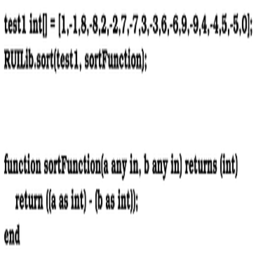 test1 int[] = [1,-1,8,-8,2,-2,7,-7,3,-3,6,-6,9,-9,4,-4,5,-5,0];
RUILib.sort(test1, sortFunction);
function sortFunction(a any in, b any in) returns (int)
return ((a as int) - (b as int));
end